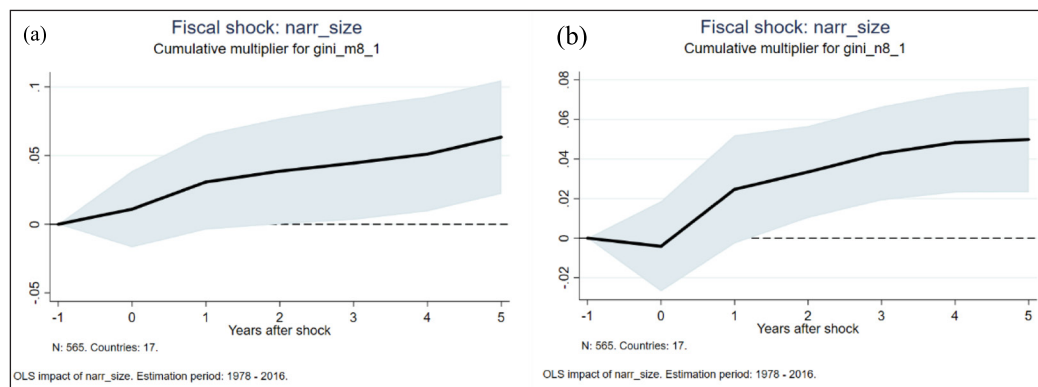 (a)
Fiscal shock: narr_size
Cumulative multiplier for gini_m8_1
.1
.05
0
-.05
-1 0 1 2 3 4 5
Years after shock
N: 565. Countries: 17.
OLS impact of narr_size. Estimation period: 1978 - 2016.
(b)
Fiscal shock: narr_size
Cumulative multiplier for gini_n8_1
.08
.06
.04
.02
0
-.02
-1 0 1 2 3 4 5
Years after shock
N: 565. Countries: 17.
OLS impact of narr_size. Estimation period: 1978 - 2016.